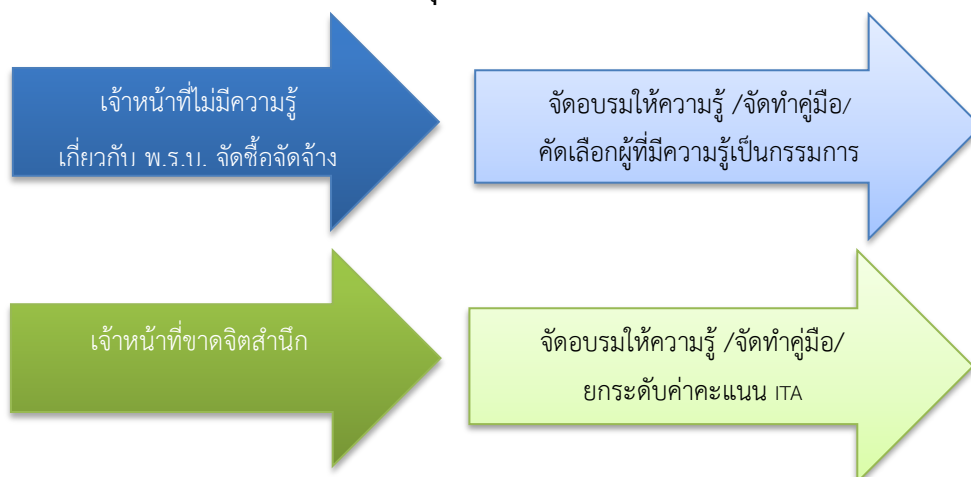 เจ้าหน้าที่ไม่มีความรู้
เกี่ยวกับ พ.ร.บ. จัดซื้อจัดจ้าง
จัดอบรมให้ความรู้ /จัดทำคู่มือ/
คัดเลือกผู้ที่มีความรู้เป็นกรรมการ
เจ้าหน้าที่ขาดจิตสำนึก
จัดอบรมให้ความรู้ /จัดทำคู่มือ/
ยกระดับค่าคะแนน ITA